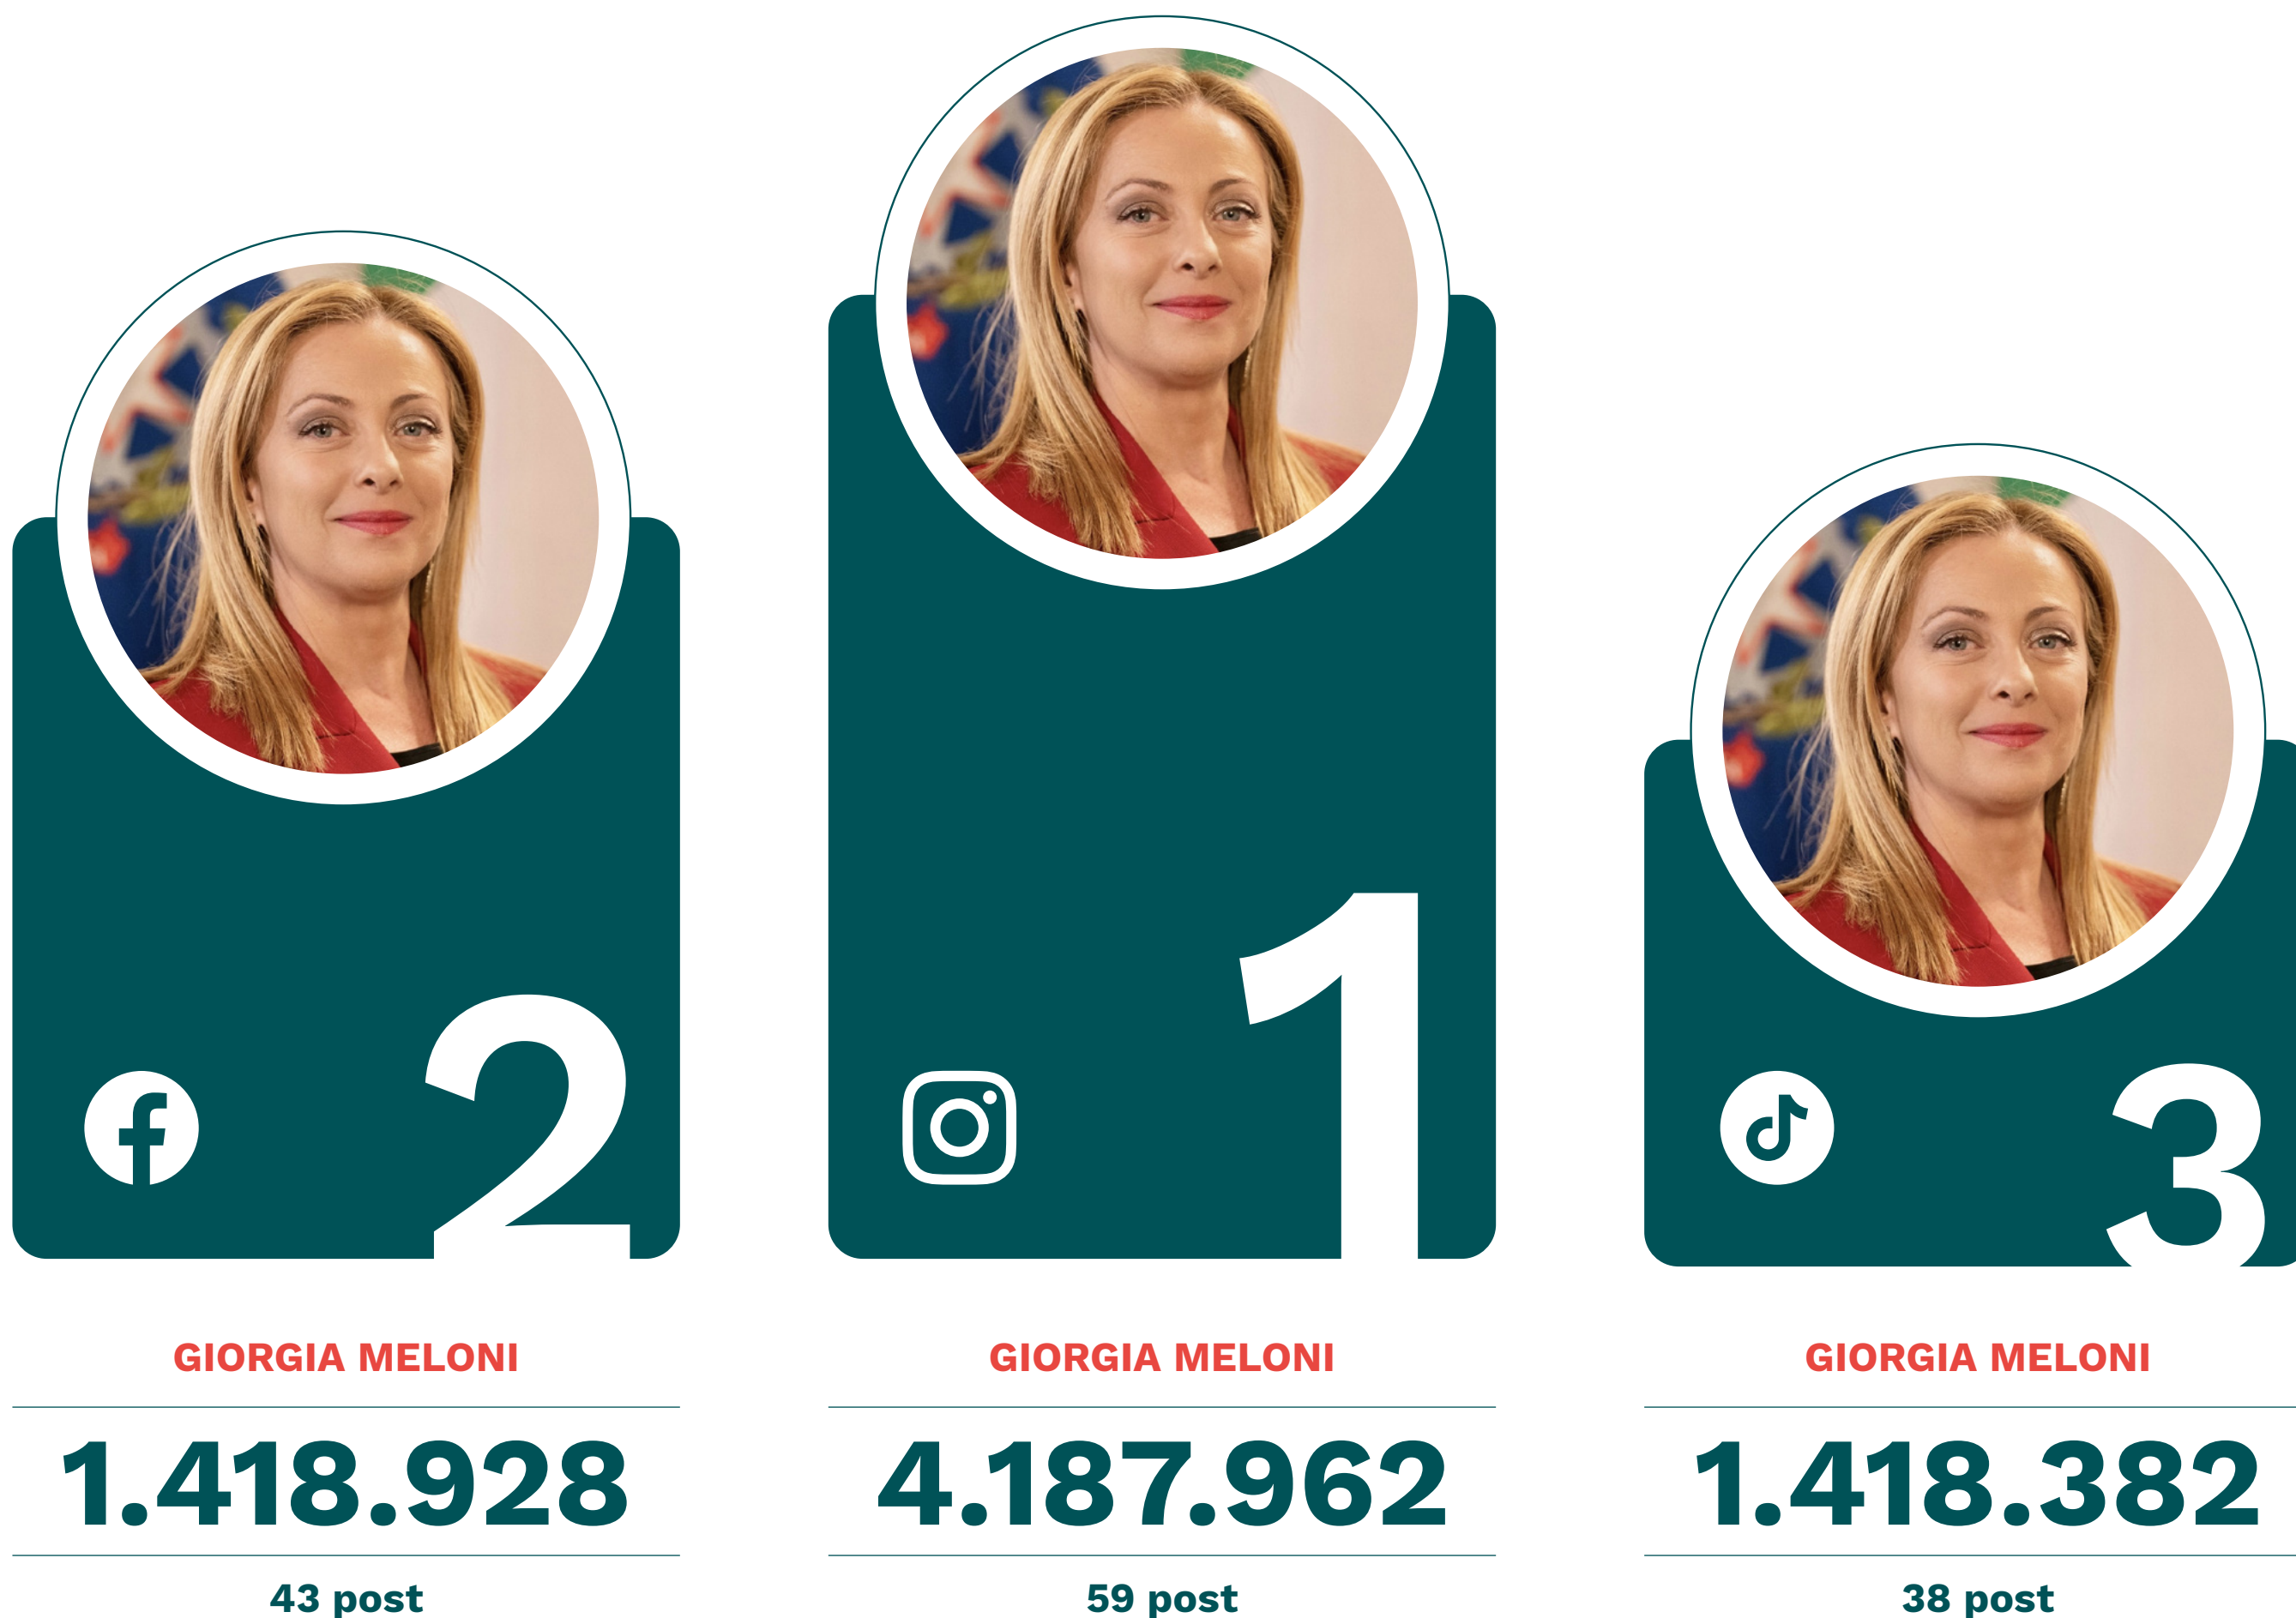 2
1
3
GIORGIA MELONI
1.418.928
43 post
GIORGIA MELONI
4.187.962
59 post
GIORGIA MELONI
1.418.382
38 post